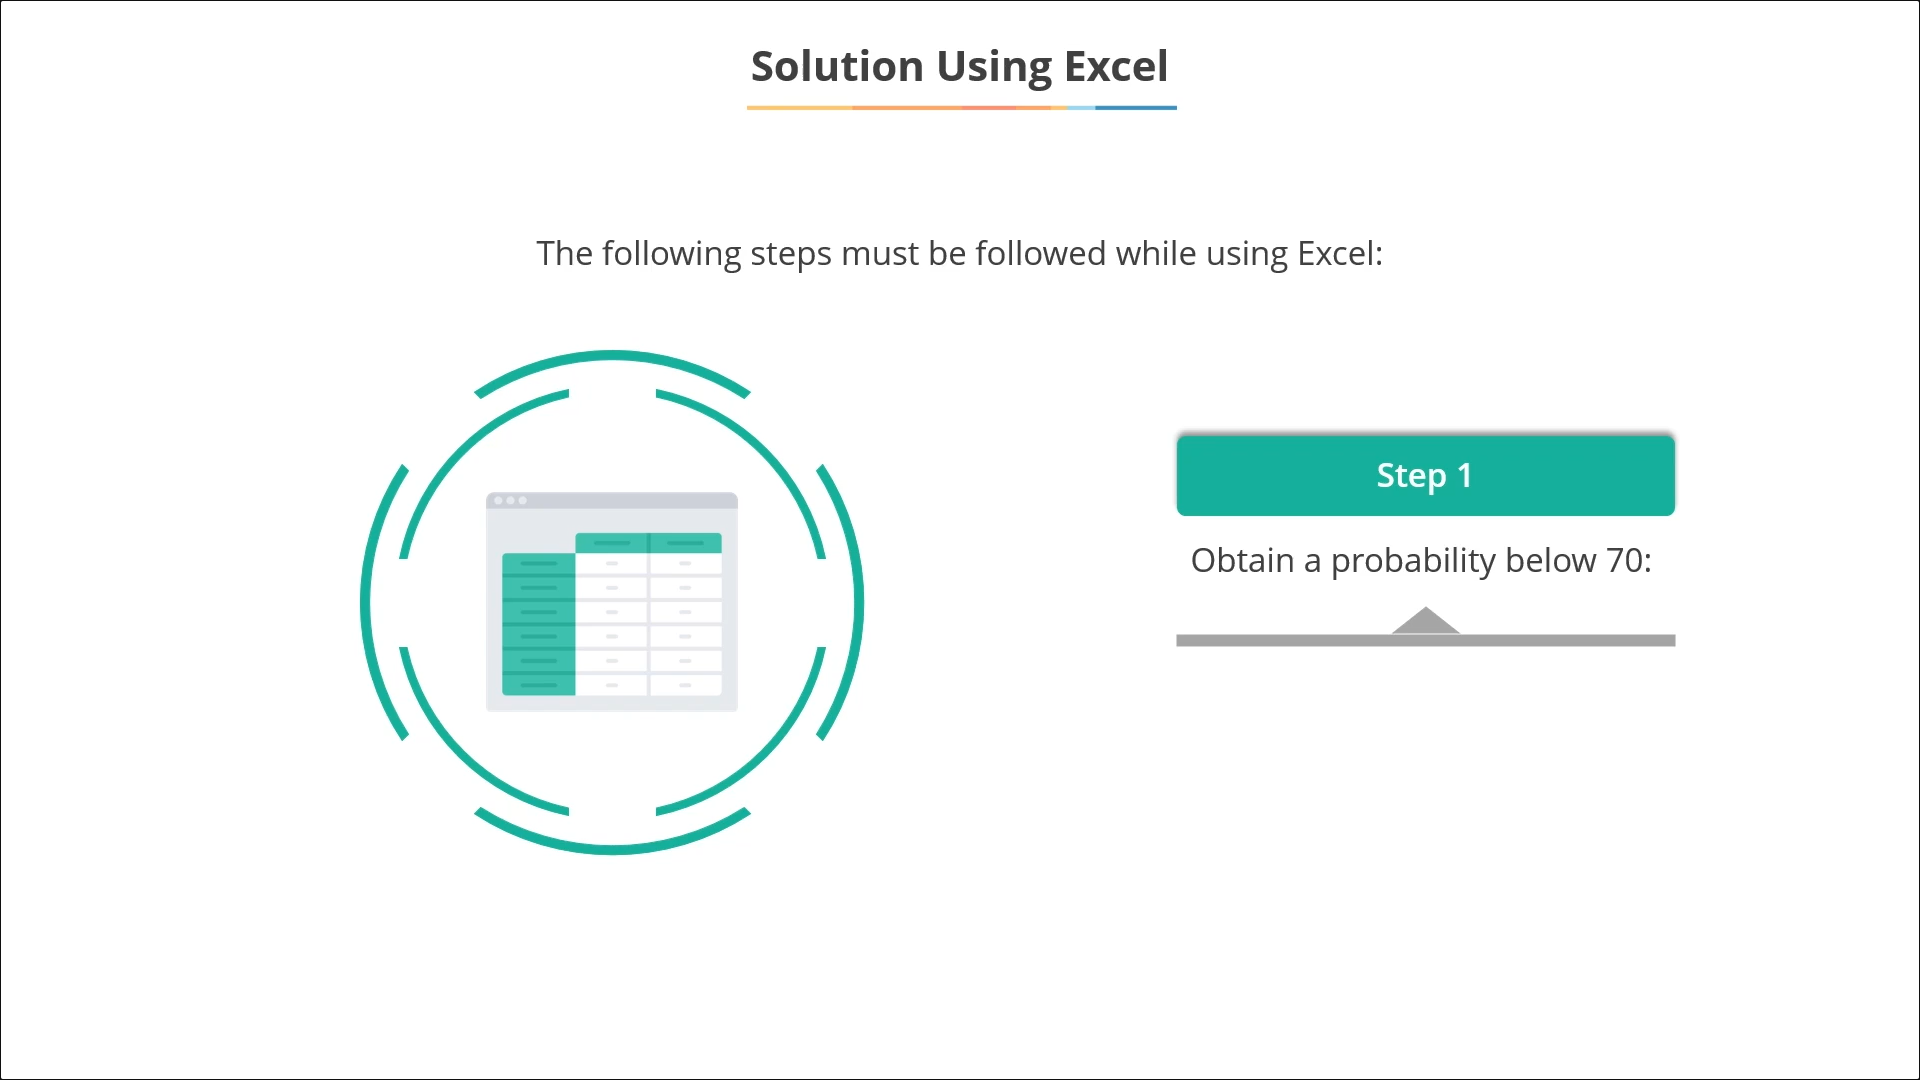 Solution Using Excel
The following steps must be followed while using Excel:
Step 1
Obtain a probability below 70: